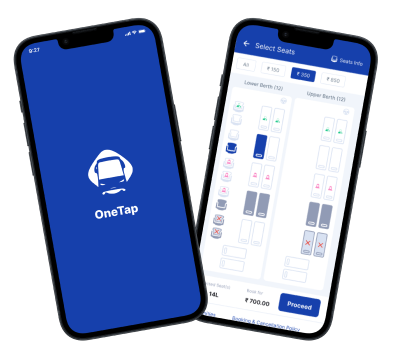 9:27
OneTap
Select Seats
Seats Info
All
₹ 150
₹ 200
₹ 650
Lower Berth (12)
Upper Berth (12)
14L
₹ 700.00
Proceed
Booking & Cancellation Policy